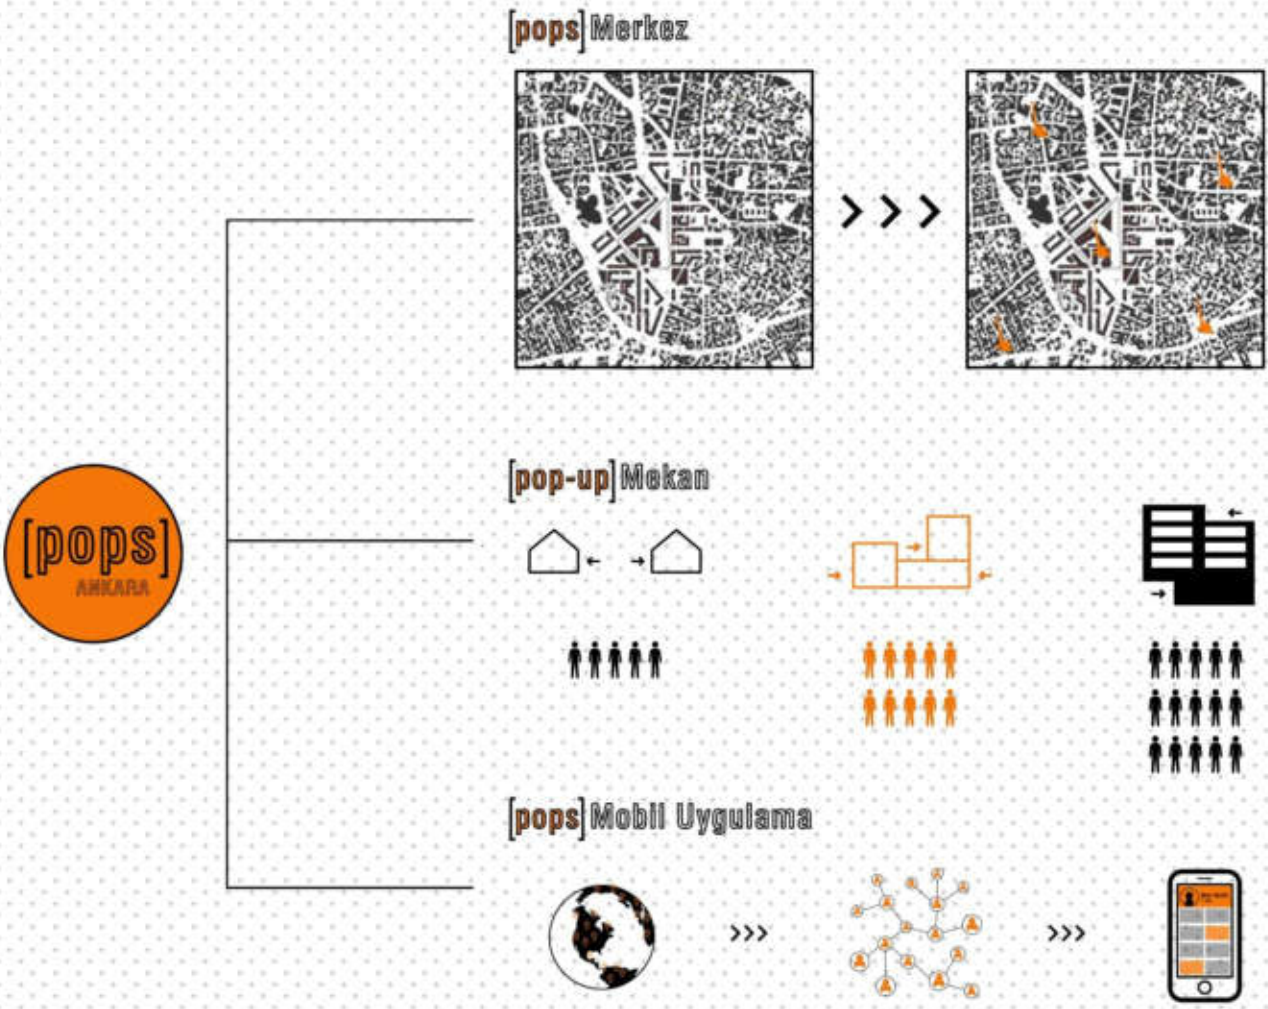 [pops] Merkez
[pop-up] Mekan
[pops]
ANKARA
[pops] Mobil Uygulama